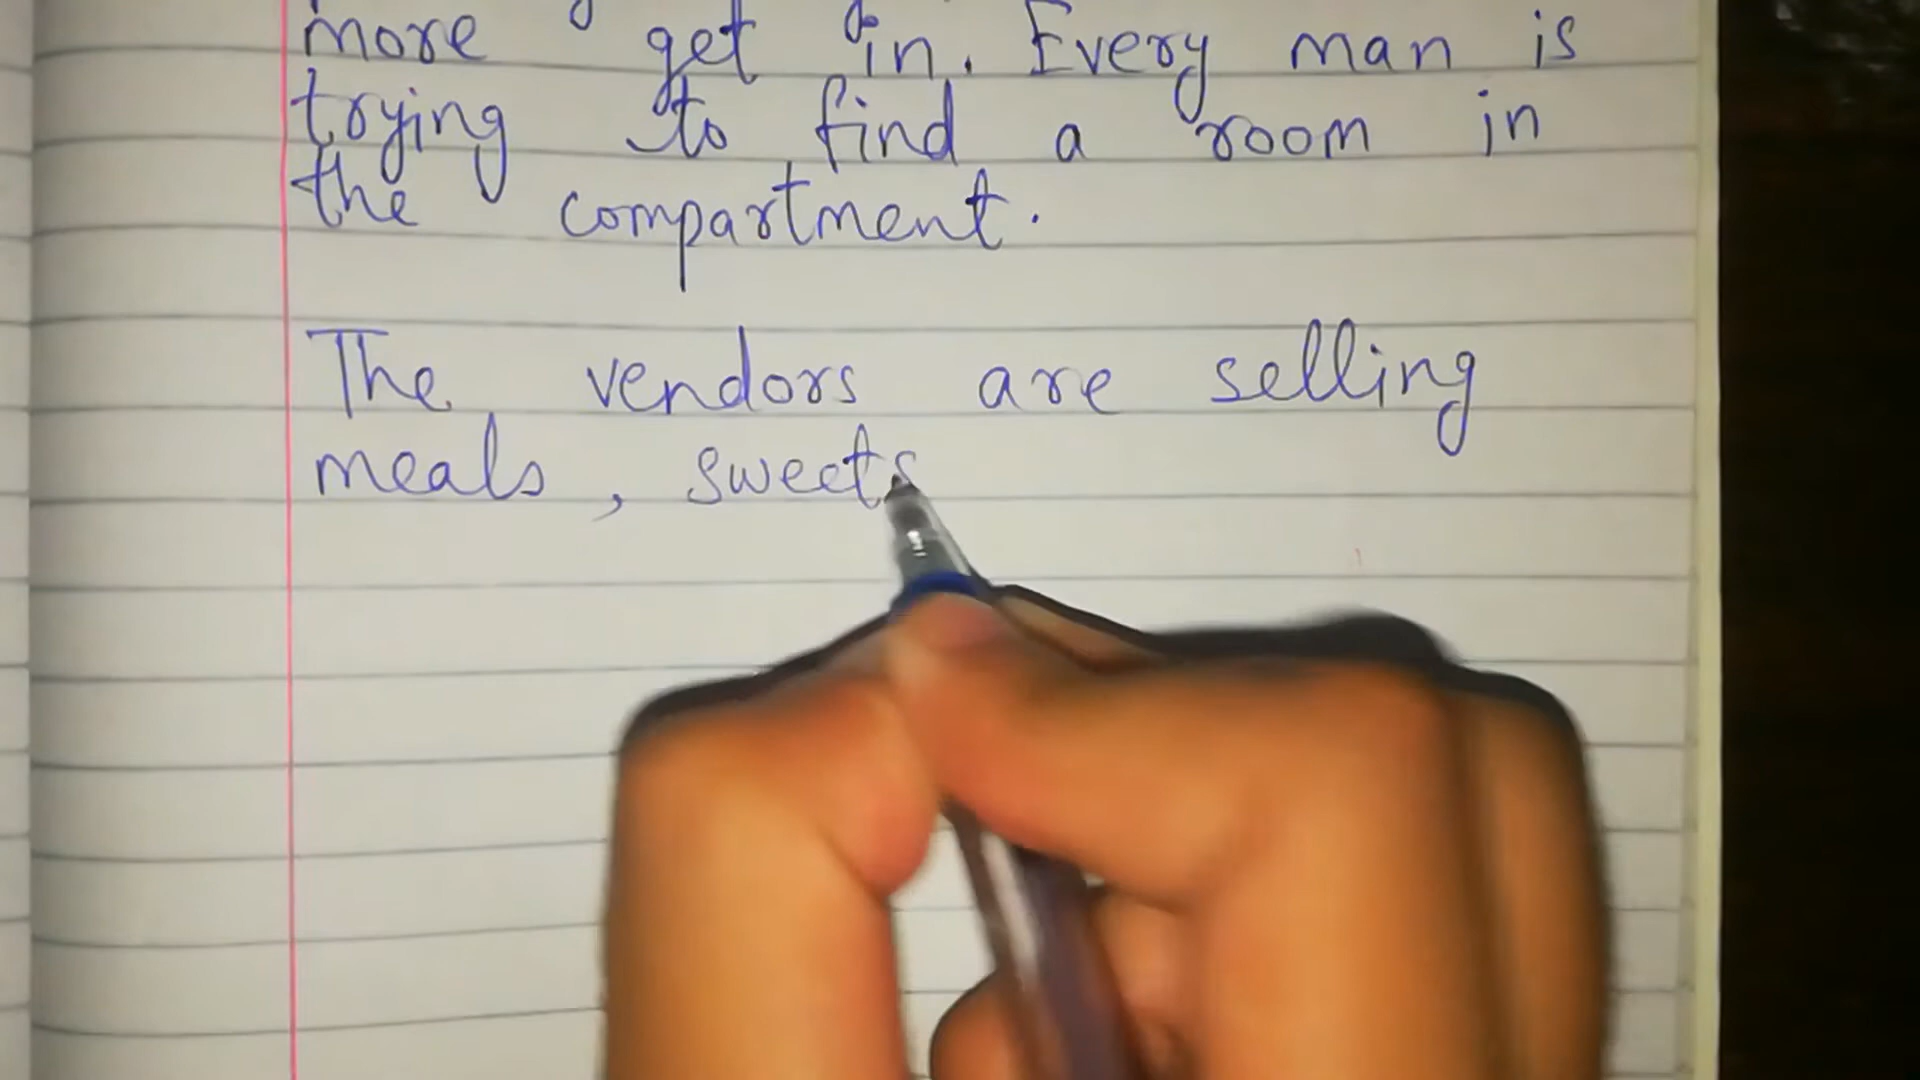 more get in. Every man is
trying to find a room in
the compartment.
The vendors are selling
meals, sweets